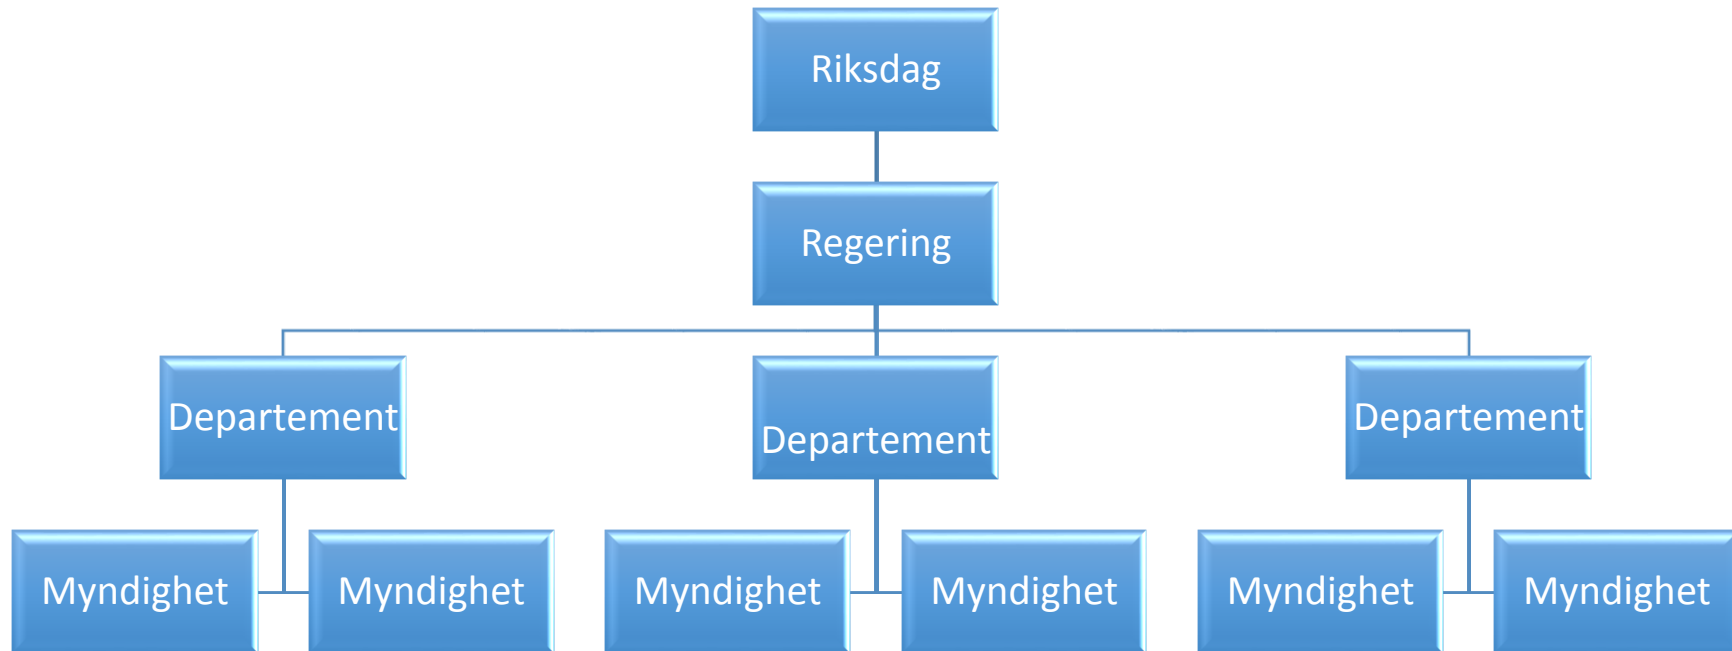 Riksdag
Regering
Departement
Departement
Departement
Myndighet
Myndighet
Myndighet
Myndighet
Myndighet
Myndighet